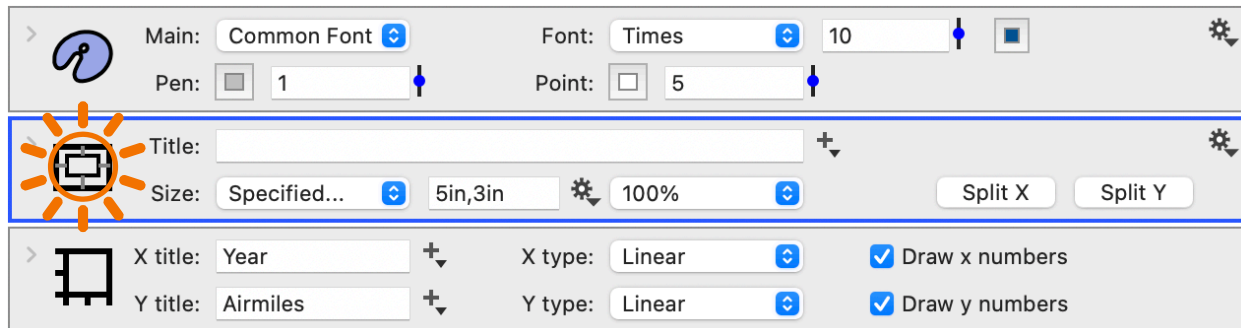 Main: Common Font Font: Times 10
Pen: 1 Point: 5
Title:
Size: Specified... 5in,3in 100% Split X Split Y
X title: Year X type: Linear Draw x numbers
Y title: Airmiles Y type: Linear Draw y numbers